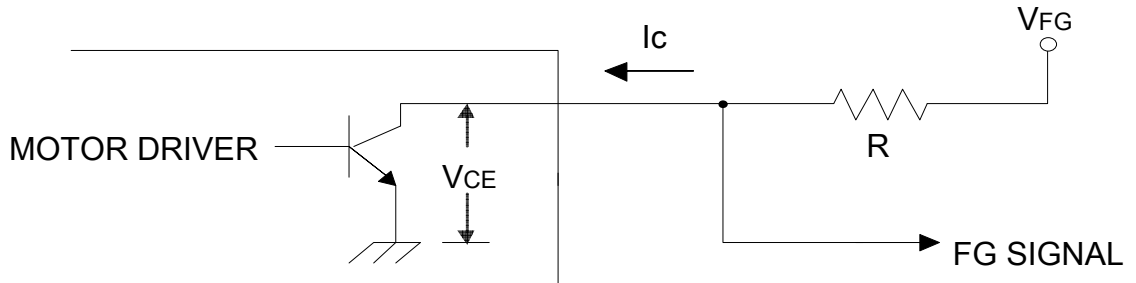 VFG
Ic
MOTOR DRIVER
VCE
R
FG SIGNAL